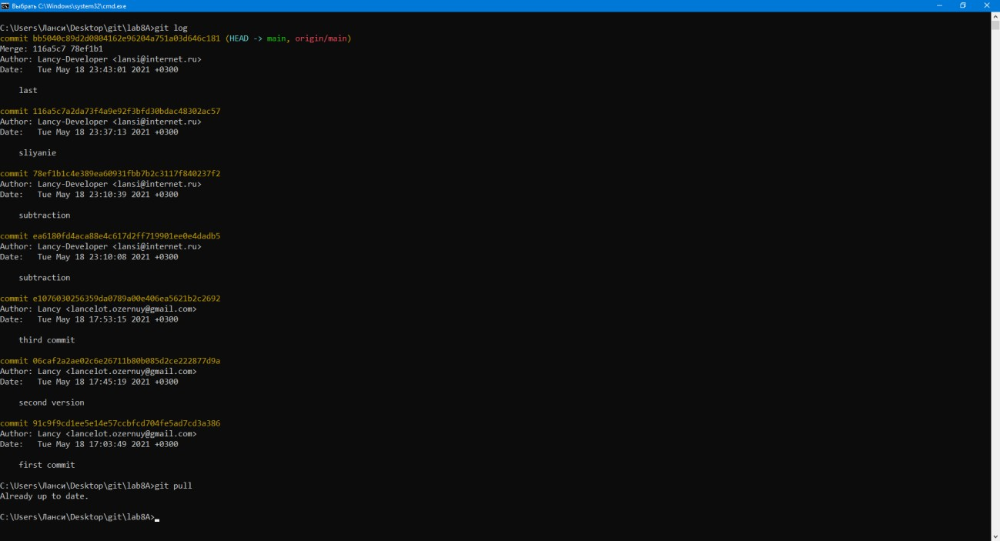 Выбрать C:\Windows\system32\cmd.exe
C:\Users\Ланси\Desktop\git\lab8A>git log
commit bb5040c89d2d0804162e96204a751a03d646c181 (HEAD -> main, origin/main)
Merge: 116a5c7 78ef1b1
Author: Lancy-Developer <lansi@internet.ru>
Date:   Tue May 18 23:43:01 2021 +0300
    last
commit 116a5c7a2da73f4a9e92f3bfd30bdac48302ac57
Author: Lancy-Developer <lansi@internet.ru>
Date:   Tue May 18 23:37:13 2021 +0300
    sliyanie
commit 78ef1b1c4e389ea60931fbb7b2c3117f840237f2
Author: Lancy-Developer <lansi@internet.ru>
Date:   Tue May 18 23:10:39 2021 +0300
    subtraction
commit ea6180fd4aca88e4c617d2ff719901ee0e4dadb5
Author: Lancy-Developer <lansi@internet.ru>
Date:   Tue May 18 23:10:08 2021 +0300
    subtraction
commit e1076030256359da0789a00e406ea5621b2c2692
Author: Lancy <lancelot.ozernuy@gmail.com>
Date:   Tue May 18 17:53:15 2021 +0300
    third commit
commit 06caf2a2ae02c6e26711b80b085d2ce222877d9a
Author: Lancy <lancelot.ozernuy@gmail.com>
Date:   Tue May 18 17:45:19 2021 +0300
    second version
commit 91c9f9cd1ee5e14e57ccbfcd704fe5ad7cd3a386
Author: Lancy <lancelot.ozernuy@gmail.com>
Date:   Tue May 18 17:03:49 2021 +0300
    first commit
C:\Users\Ланси\Desktop\git\lab8A>git pull
Already up to date.
C:\Users\Ланси\Desktop\git\lab8A>